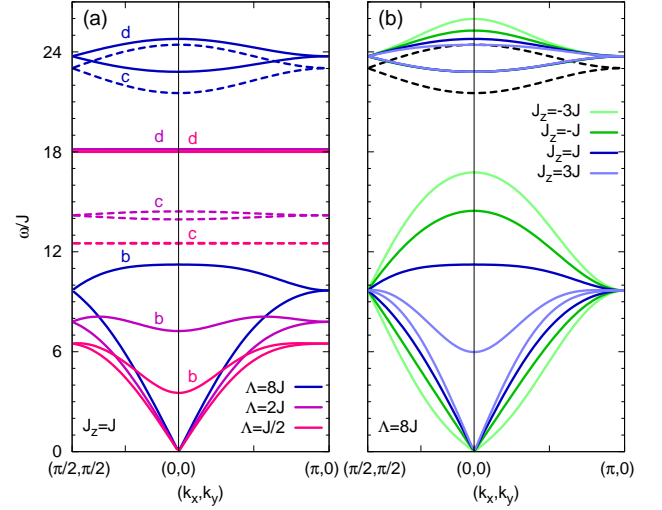 (a)
(b)
ω/J
24
18
12
6
0
d
c
d
d
c
c
b
b
b
Λ=8J
Λ=2J
Λ=J/2
J_z=J
J_z=-3J
J_z=-J
J_z=J
J_z=3J
Λ=8J
(π/2,π/2)
(0,0)
(π,0)
(π/2,π/2)
(0,0)
(π,0)
(k_x,k_y)
(k_x,k_y)